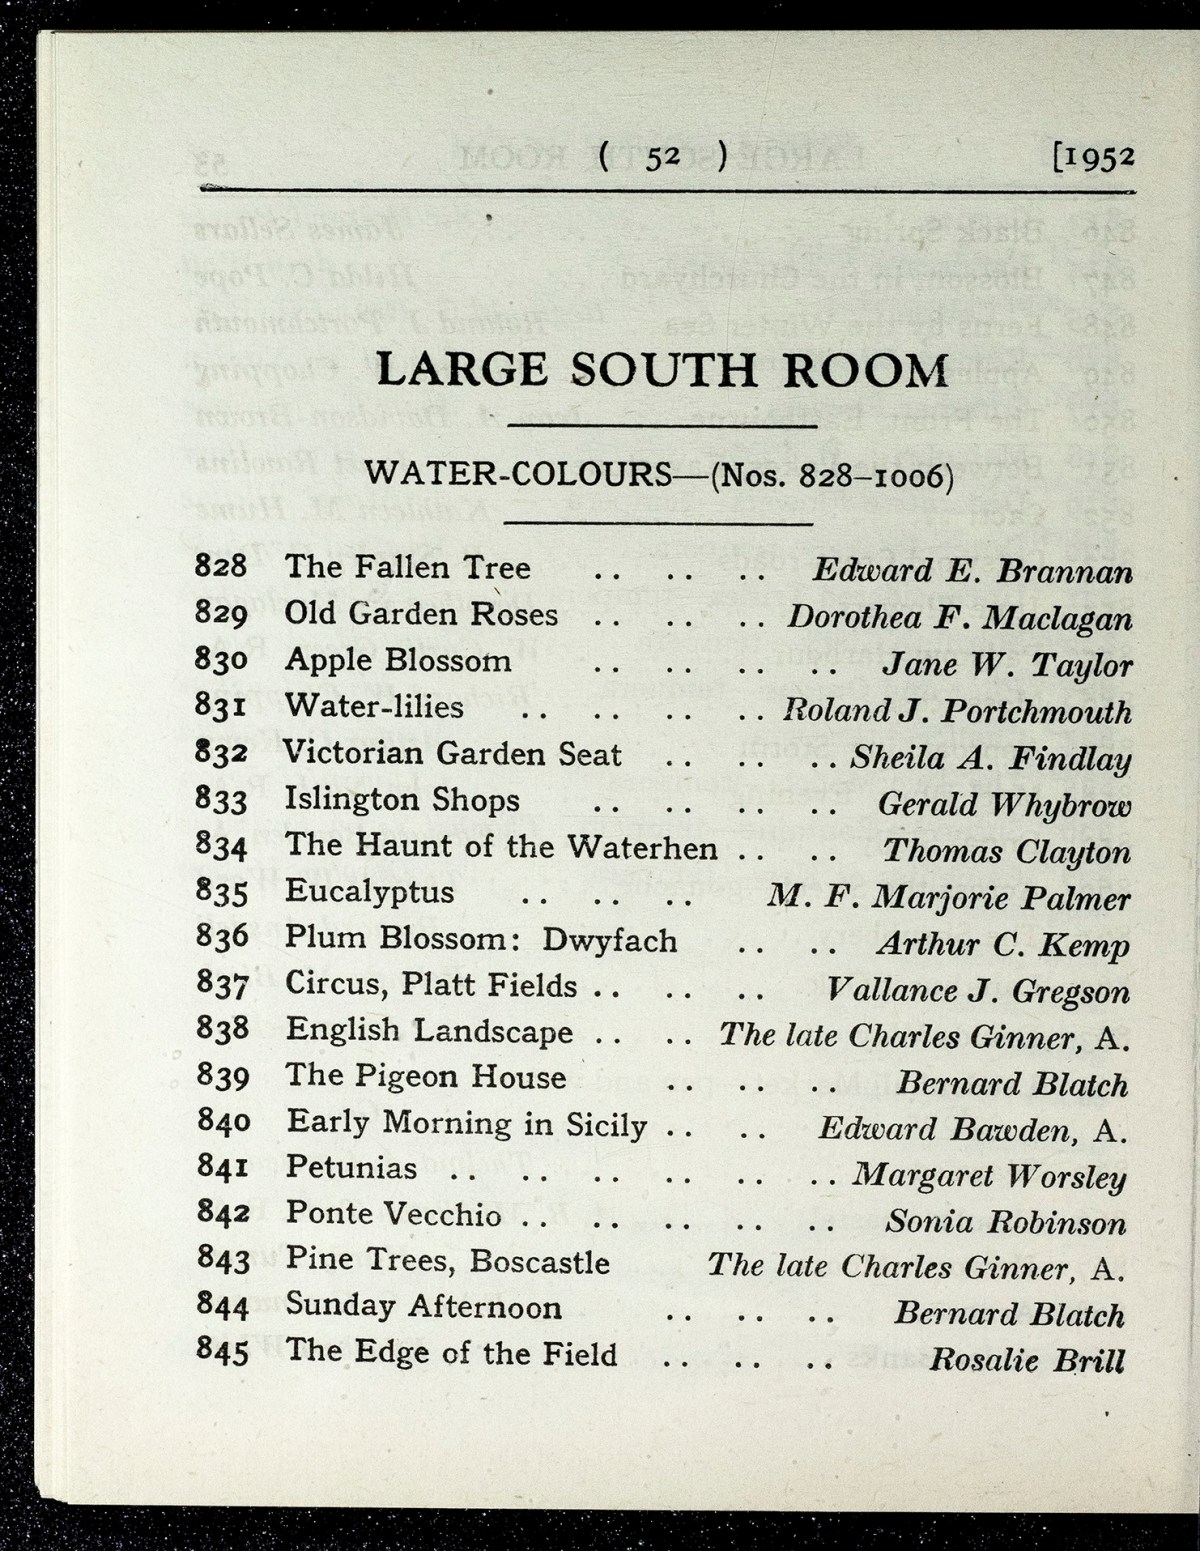 ( 52 ) [1952
LARGE SOUTH ROOM
WATER-COLOURS—(Nos. 828–1006)
828 The Fallen Tree .. .. .. Edward E. Brannan
829 Old Garden Roses .. .. .. Dorothea F. Maclagan
830 Apple Blossom .. .. .. .. Jane W. Taylor
831 Water-lilies .. .. .. .. Roland J. Portchmouth
832 Victorian Garden Seat .. .. .. Sheila A. Findlay
833 Islington Shops .. .. .. .. Gerald Whybrow
834 The Haunt of the Waterhen .. .. Thomas Clayton
835 Eucalyptus .. .. .. M. F. Marjorie Palmer
836 Plum Blossom: Dwyfach .. .. Arthur C. Kemp
837 Circus, Platt Fields .. .. .. Vallance J. Gregson
838 English Landscape .. .. The late Charles Ginner, A.
839 The Pigeon House .. .. .. Bernard Blatch
840 Early Morning in Sicily .. .. Edward Bawden, A.
841 Petunias .. .. .. .. .. .. Margaret Worsley
842 Ponte Vecchio .. .. .. .. .. Sonia Robinson
843 Pine Trees, Boscastle The late Charles Ginner, A.
844 Sunday Afternoon .. .. .. Bernard Blatch
845 The Edge of the Field .. .. .. Rosalie Brill